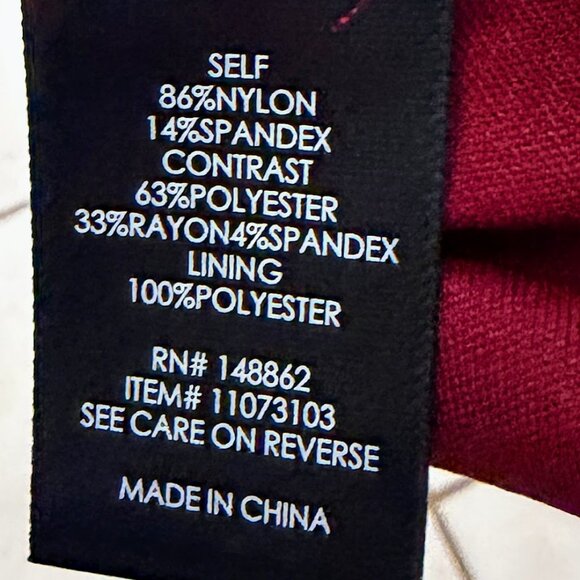 SELF
86%NYLON
14%SPANDEX
CONTRAST
63%POLYESTER
33%RAYON4%SPANDEX
LINING
100%POLYESTER
RN# 148862
ITEM# 11073103
SEE CARE ON REVERSE
MADE IN CHINA